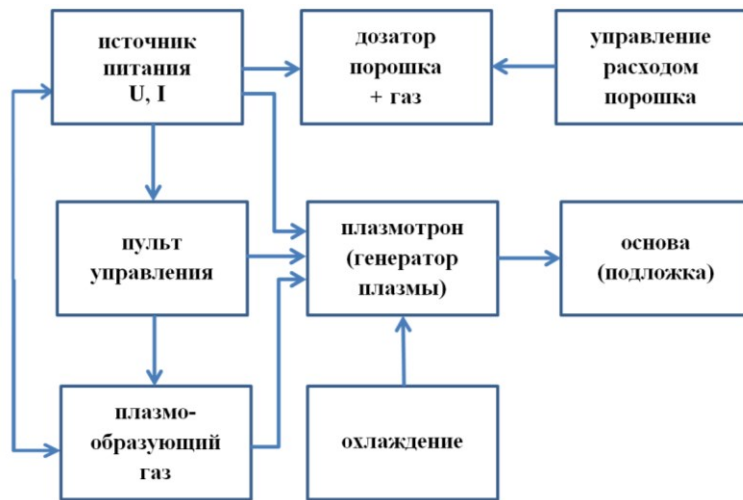 источник
питания
U, I
дозатор
порошка
+ газ
управление
расходом
порошка
пульт
управления
плазмотрон
(генератор
плазмы)
основа
(подложка)
плазмо-
образующий
газ
охлаждение